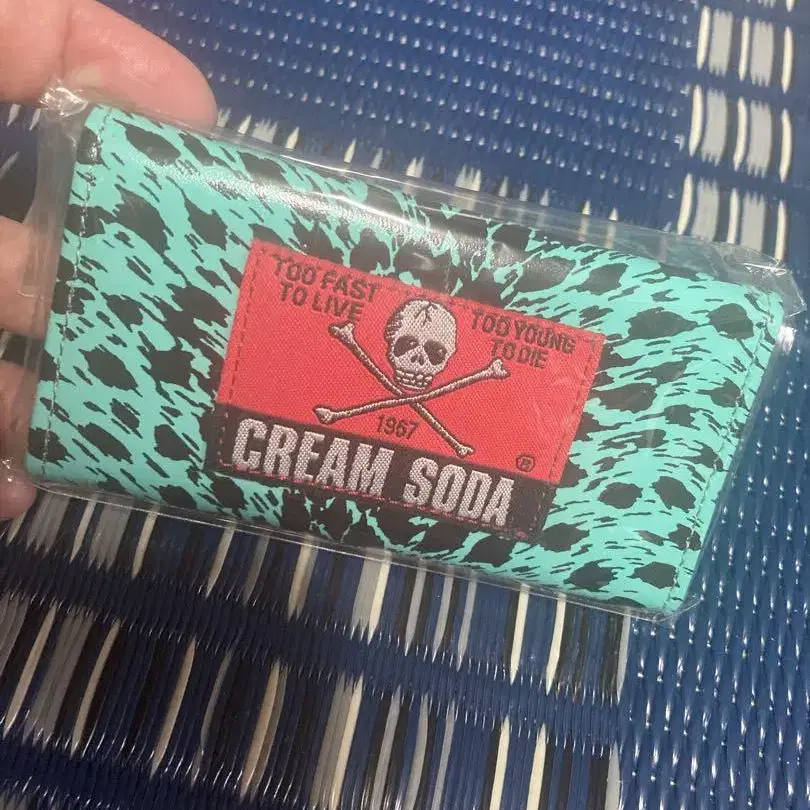 TOO FAST
TO LIVE
TOO YOUNG
TO DIE
1967
CREAM SODA
®